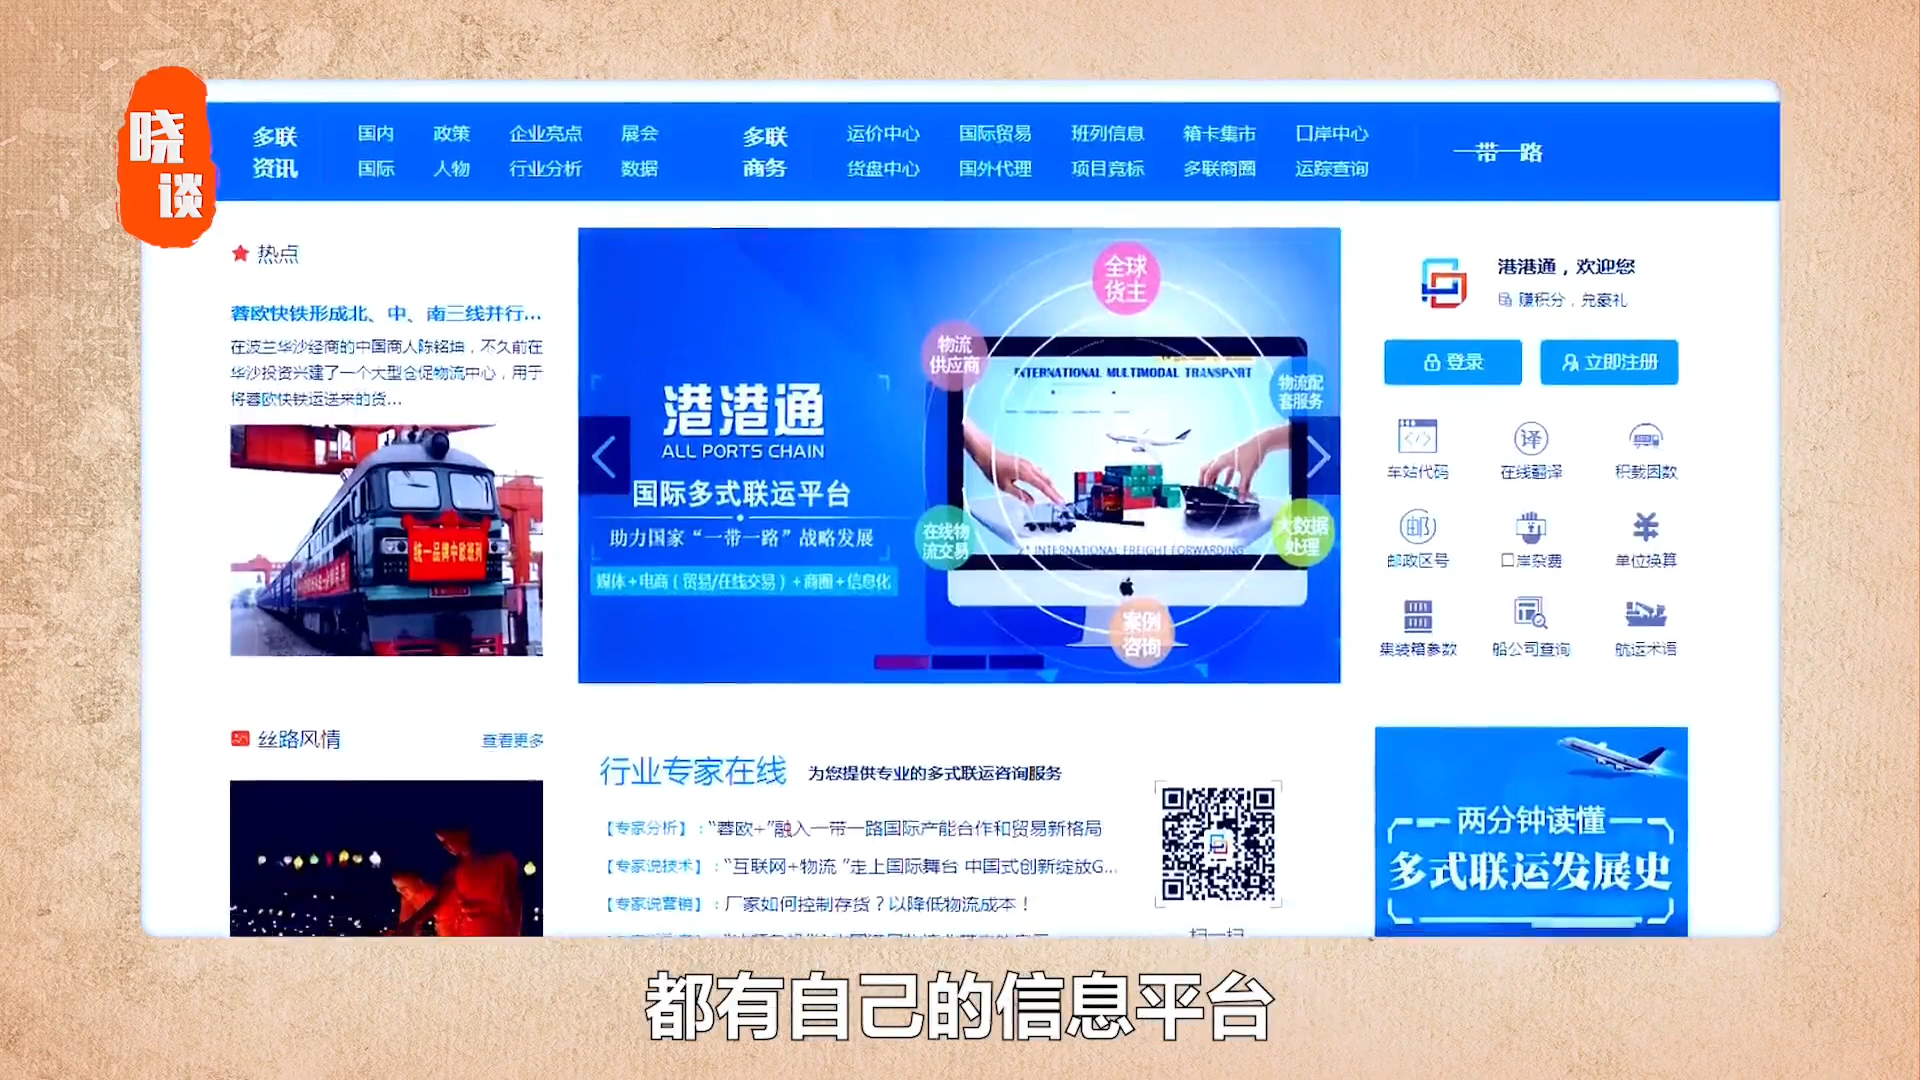 晓谈
多联资讯
国内 政策 企业亮点 展会
国际 人物 行业分析 数据
多联商务
运价中心 国际贸易 班列信息 箱卡集市 口岸中心
货盘中心 国外代理 项目竞标 多联商圈 运踪查询
一带一路
热点
蓉欧快铁形成北、中、南三线并行...
在波兰华沙经商的中国商人陈铭坤，不久前在
华沙投资兴建了一个大型仓促物流中心，用于
将蓉欧快铁运送来的货...
统一品牌中欧班列
丝路风情
查看更多
港港通
ALL PORTS CHAIN
国际多式联运平台
助力国家“一带一路”战略发展
媒体+电商（贸易/在线交易）+商圈+信息化
全球货主
物流供应商
物流配套服务
在线物流交易
大数据处理
案例咨询
INTERNATIONAL MULTIMODAL TRANSPORT
INTERNATIONAL FREIGHT FORWARDING
港港通，欢迎您
赚积分，兑豪礼
登录
立即注册
车站代码 在线翻译 积载因数
邮政区号 口岸杂费 单位换算
集装箱参数 船公司查询 航运术语
行业专家在线
为您提供专业的多式联运咨询服务
【专家分析】：“蓉欧+”融入一带一路国际产能合作和贸易新格局
【专家说技术】：“互联网+物流 ”走上国际舞台 中国式创新绽放G...
【专家说营销】：厂家如何控制存货？以降低物流成本！
扫一扫
两分钟读懂
多式联运发展史
都有自己的信息平台